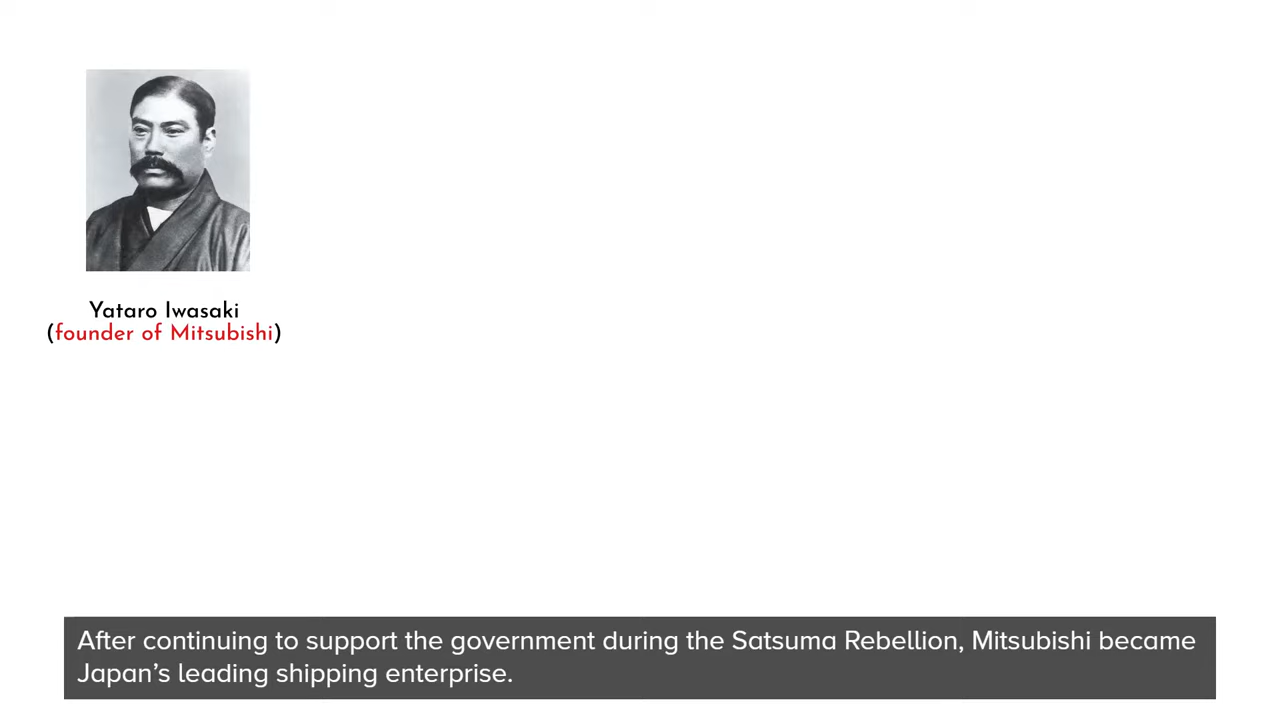 Yataro Iwasaki
(founder of Mitsubishi)
After continuing to support the government during the Satsuma Rebellion, Mitsubishi became
Japan’s leading shipping enterprise.